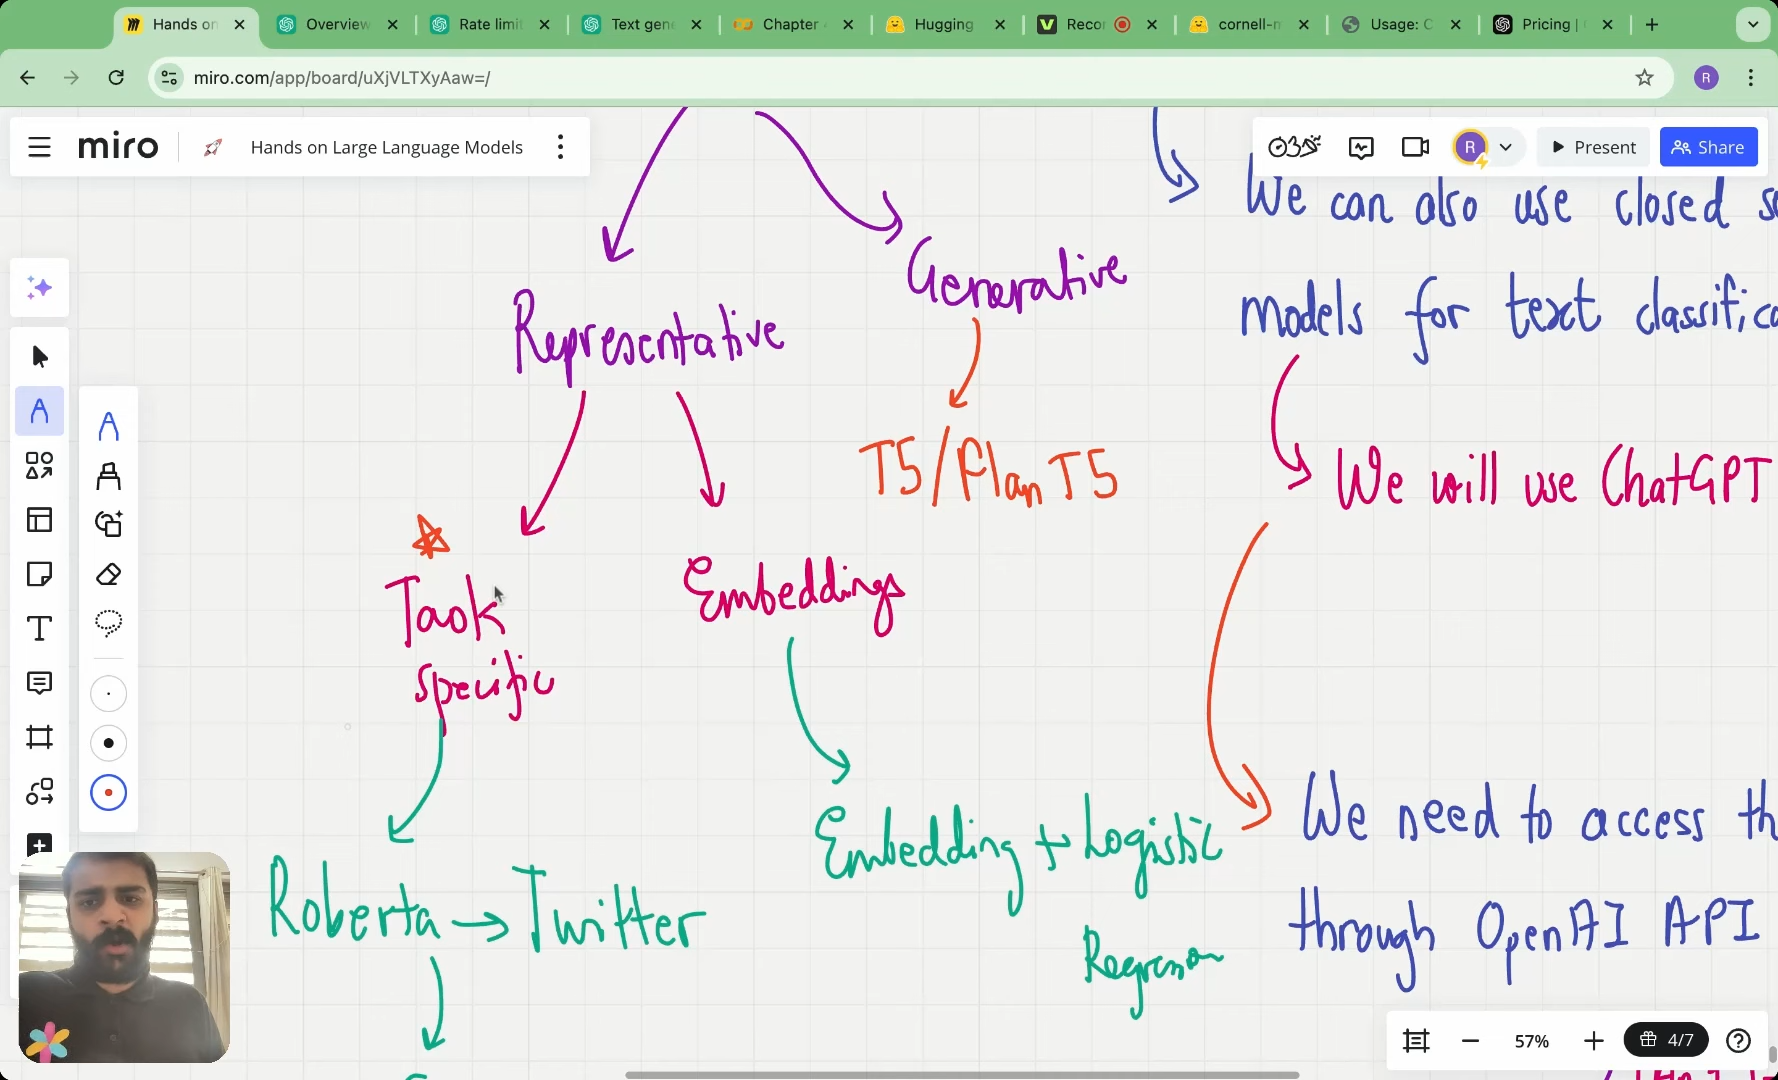 Hands on
Overview
Rate limi
Text gene
Chapter
Hugging
Reco
cornell-m
Usage: C
Pricing |
miro.com/app/board/uXjVLTXyAaw=/
R
miro
Hands on Large Language Models
R
Present
Share
We can also use closed s
models for text classifica
Representative
Generative
T5/Flan T5
We will use ChatGPT
Task
specific
Embeddings
Embedding + Logistic
Regression
Roberta → Twitter
We need to access th
through OpenAI API
57%
4/7